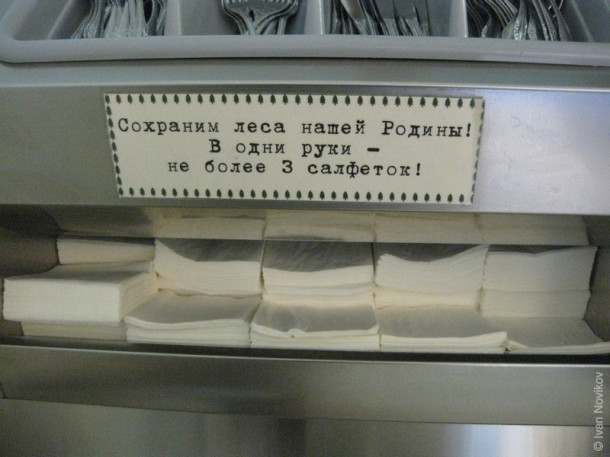 Сохраним леса нашей Родины!
В одни руки –
не более 3 салфеток!
© Ivan Novikov